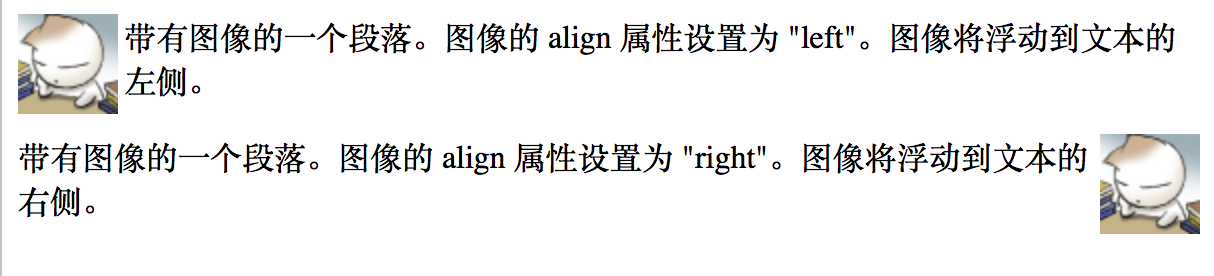 带有图像的一个段落。图像的 align 属性设置为 "left"。图像将浮动到文本的
左侧。
带有图像的一个段落。图像的 align 属性设置为 "right"。图像将浮动到文本的
右侧。